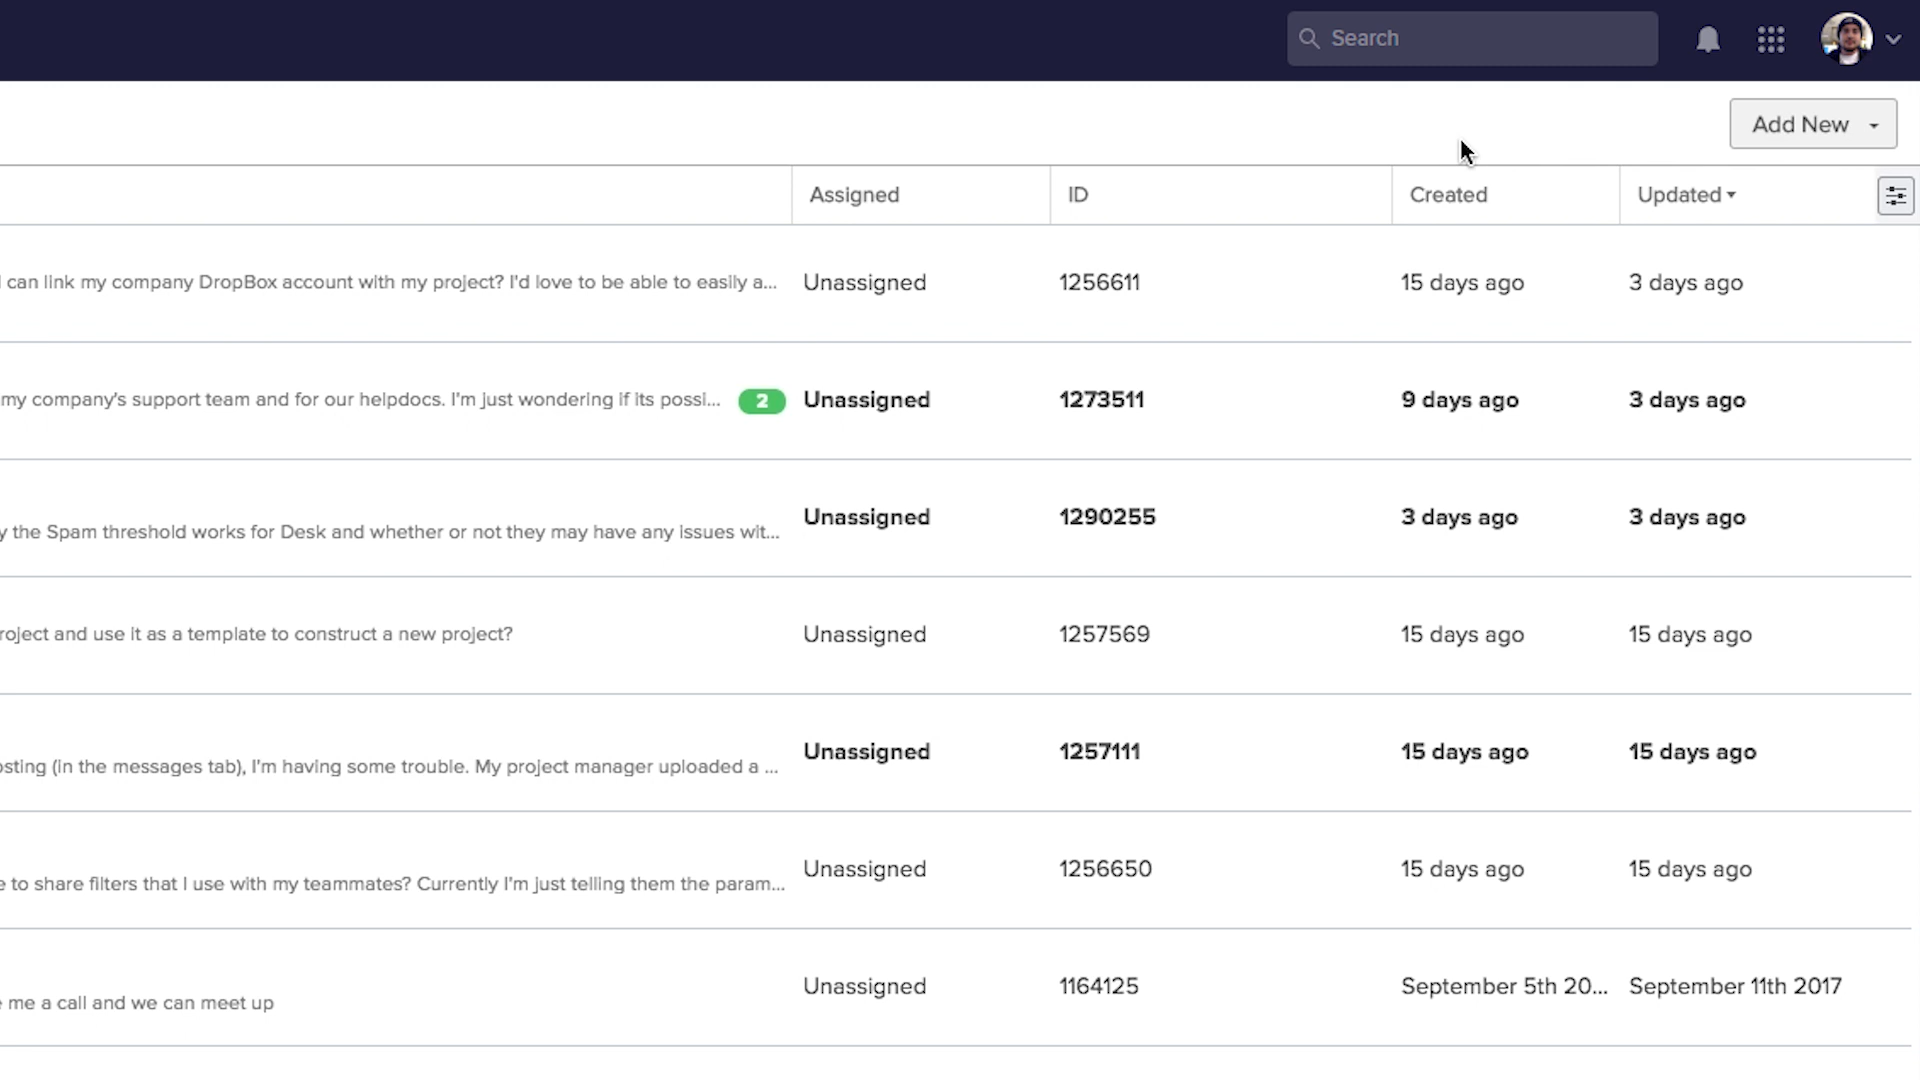 Search
Add New
Assigned ID Created Updated
I can link my company DropBox account with my project? I'd love to be able to easily a... Unassigned 1256611 15 days ago 3 days ago
my company's support team and for our helpdocs. I'm just wondering if its possi... 2 Unassigned 1273511 9 days ago 3 days ago
Unassigned 1290255 3 days ago 3 days ago
y the Spam threshold works for Desk and whether or not they may have any issues wit...
roject and use it as a template to construct a new project? Unassigned 1257569 15 days ago 15 days ago
Unassigned 1257111 15 days ago 15 days ago
osting (in the messages tab), I'm having some trouble. My project manager uploaded a ...
Unassigned 1256650 15 days ago 15 days ago
e to share filters that I use with my teammates? Currently I'm just telling them the param...
Unassigned 1164125 September 5th 20... September 11th 2017
e me a call and we can meet up